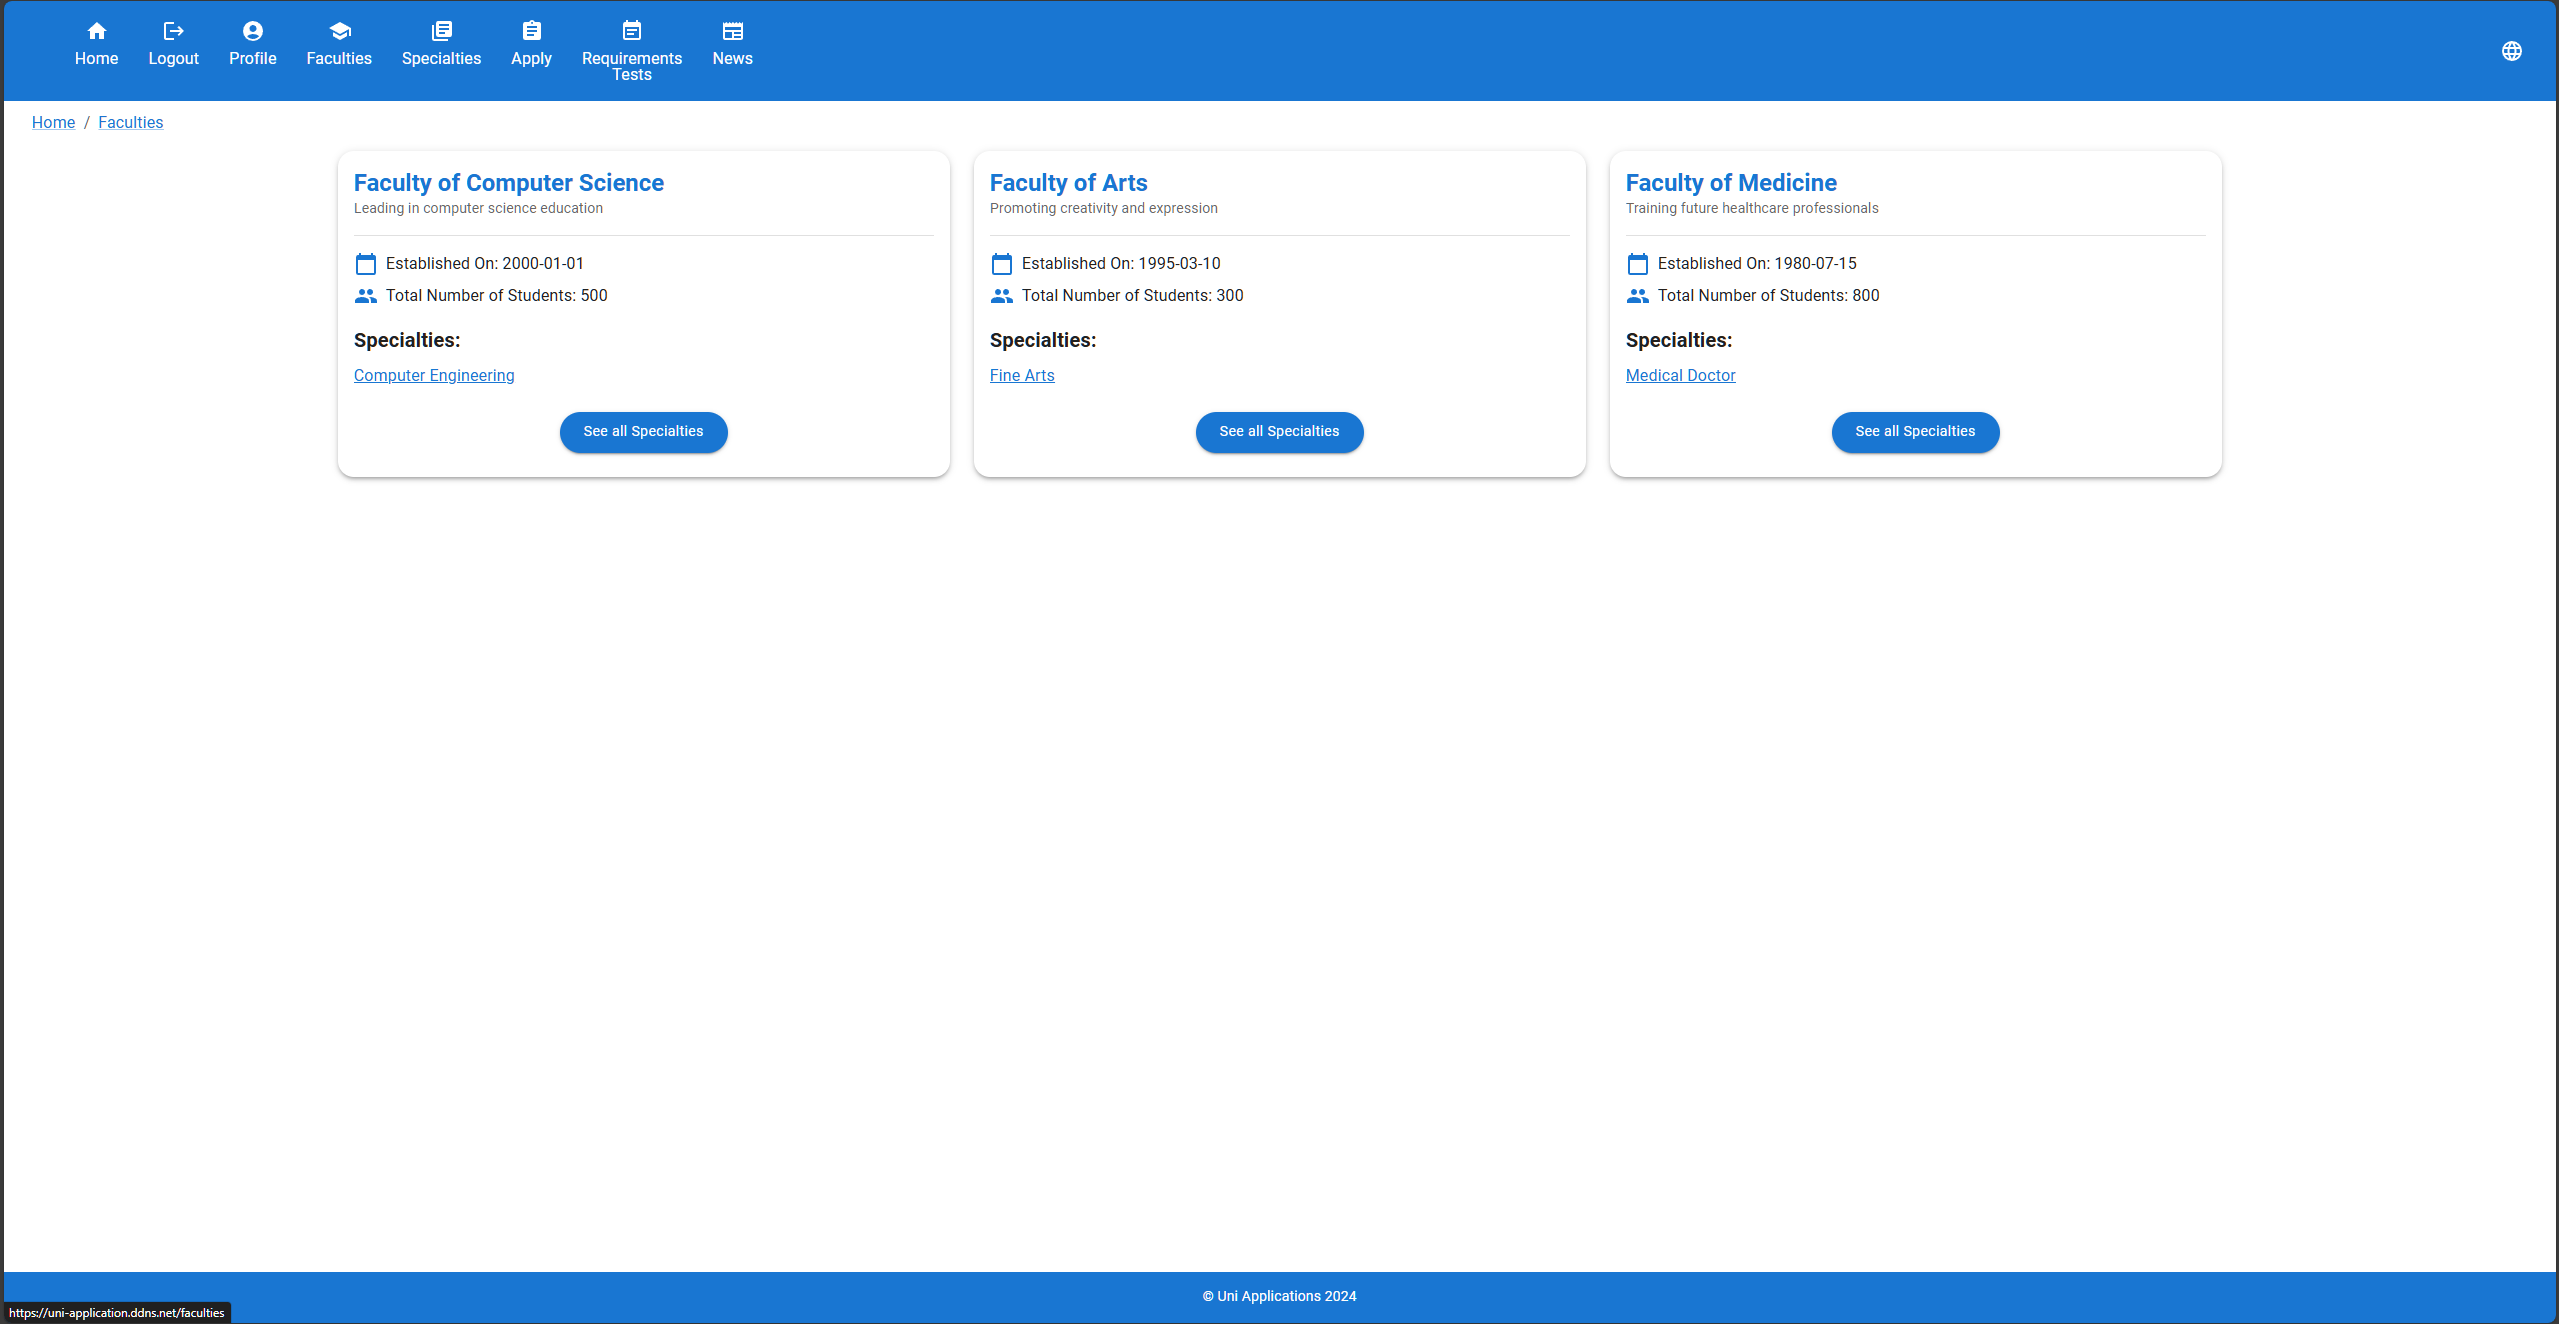 Home
Logout
Profile
Faculties
Specialties
Apply
Requirements
Tests
News
Home / Faculties
Faculty of Computer Science
Leading in computer science education
Established On: 2000-01-01
Total Number of Students: 500
Specialties:
Computer Engineering
See all Specialties
Faculty of Arts
Promoting creativity and expression
Established On: 1995-03-10
Total Number of Students: 300
Specialties:
Fine Arts
See all Specialties
Faculty of Medicine
Training future healthcare professionals
Established On: 1980-07-15
Total Number of Students: 800
Specialties:
Medical Doctor
See all Specialties
© Uni Applications 2024
https://uni-application.ddns.net/faculties